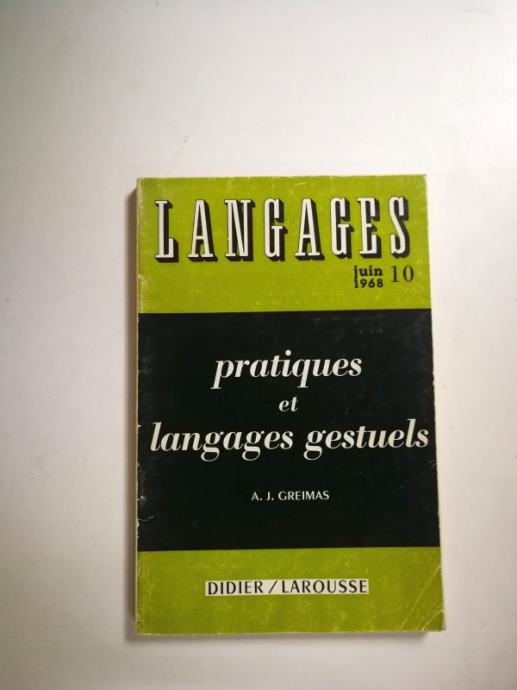 LANGAGES
juin 10
1968
pratiques
et
langages gestuels
A. J. GREIMAS
DIDIER/LAROUSSE